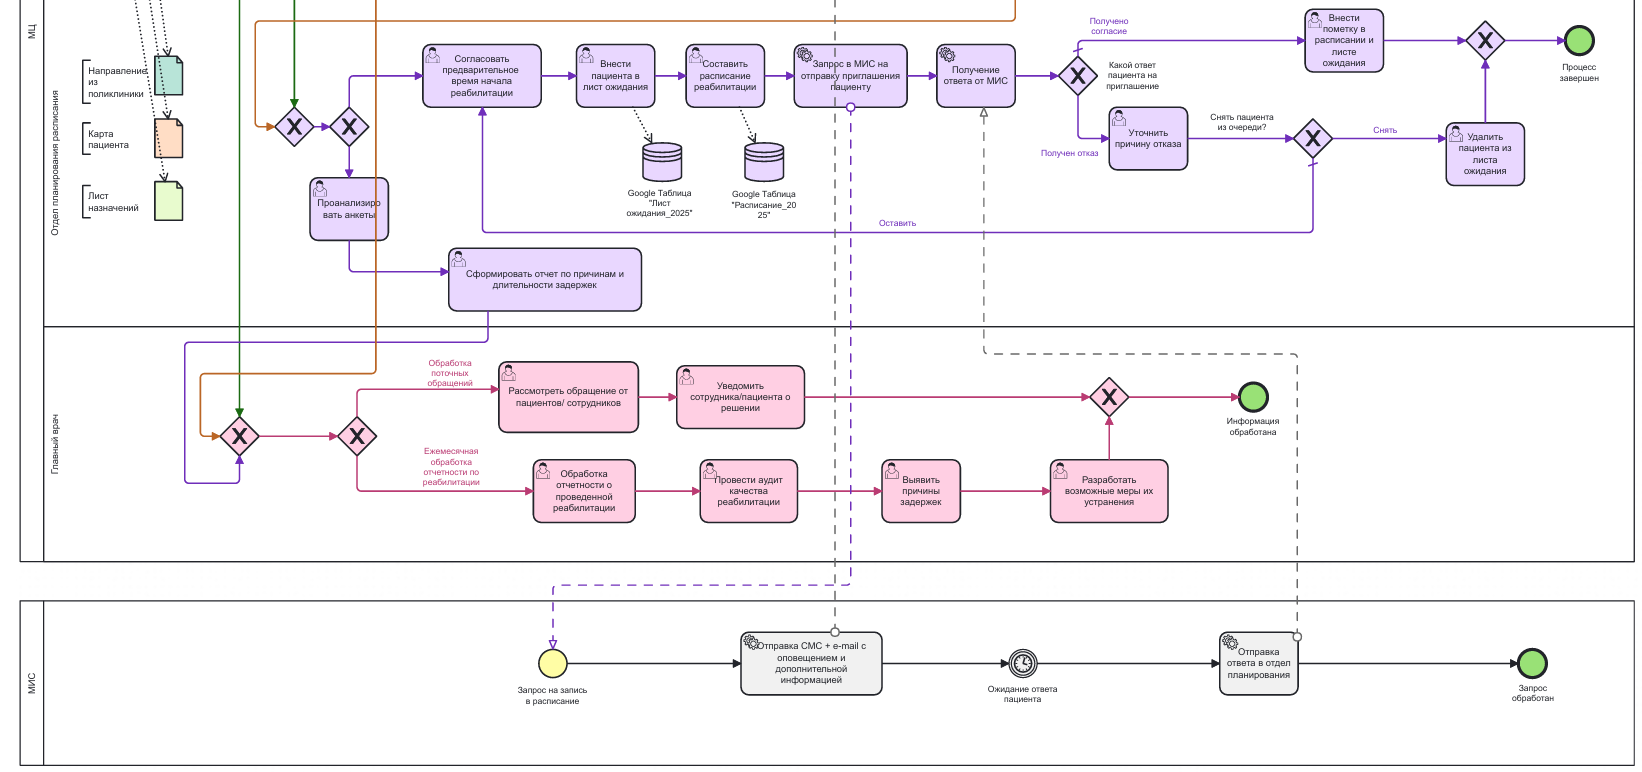 МЦ
Отдел планирования расписания
Направление
из
поликлиники
Карта
пациента
Лист
назначений
Согласовать
предварительное
время начала
реабилитации
Внести
пациента в
лист ожидания
Составить
расписание
реабилитации
Запрос в МИС на
отправку приглашения
пациенту
Получение
ответа от МИС
Получено
согласие
Какой ответ
пациента на
приглашение
Получен отказ
Внести
пометку в
расписании и
листе
ожидания
Процесс
завершен
Уточнить
причину отказа
Снять пациента
из очереди?
Снять
Удалить
пациента из
листа
ожидания
Оставить
Google Таблица
"Лист
ожидания_2025"
Google Таблица
"Расписание_20
25"
Проанализиро
вать анкеты
Сформировать отчет по причинам и
длительности задержек
Главный врач
Обработка
поточных
обращений
Рассмотреть обращение от
пациентов/ сотрудников
Уведомить
сотрудника/пациента о
решении
Информация
обработана
Ежемесячная
обработка
отчетности по
реабилитации
Обработка
отчетности о
проведенной
реабилитации
Провести аудит
качества
реабилитации
Выявить
причины
задержек
Разработать
возможные меры их
устранения
МИС
Запрос на запись
в расписание
Отправка СМС + e-mail с
оповещением и
дополнительной
информацией
Ожидание ответа
пациента
Отправка
ответа в отдел
планирования
Запрос
обработан